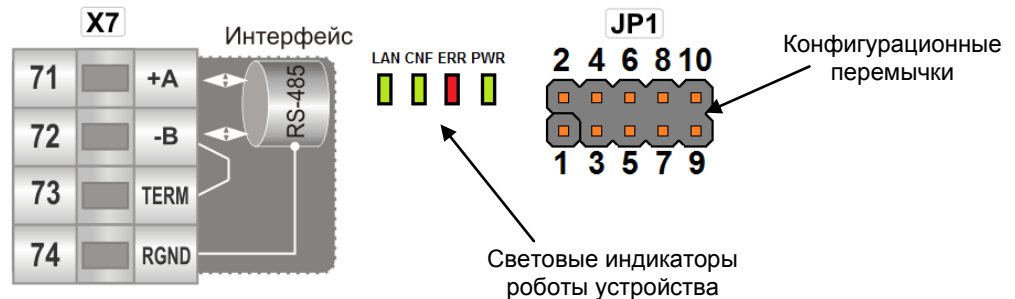 X7
Интерфейс
71 +A
72 -B
73 TERM
74 RGND
RS-485
LAN CNF ERR PWR
JP1
2 4 6 8 10
1 3 5 7 9
Конфигурационные
перемычки
Световые индикаторы
роботы устройства